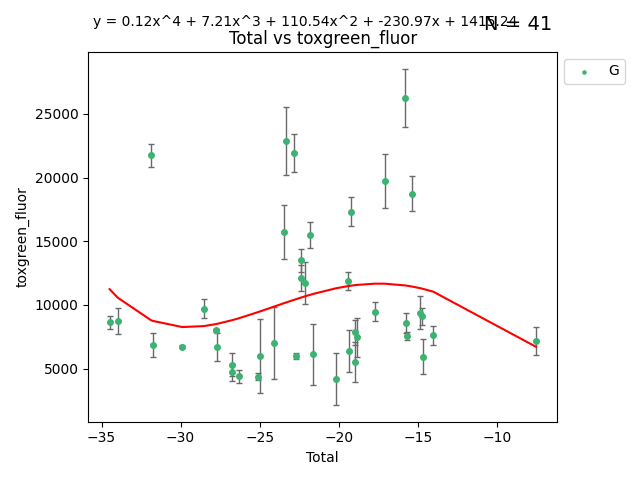 y = 0.12x^4 + 7.21x^3 + 110.54x^2 + -230.97x + 1415.24
N = 41
Total vs toxgreen_fluor
G
25000
20000
15000
10000
5000
toxgreen_fluor
−35 −30 −25 −20 −15 −10
Total